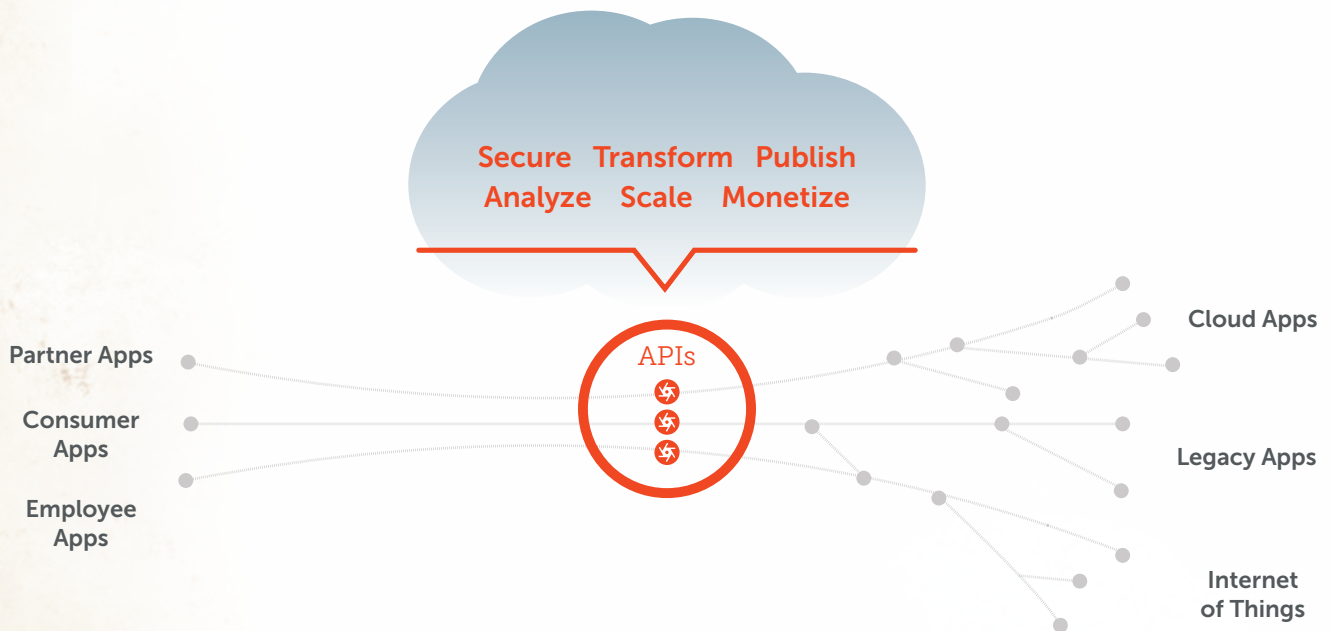 Secure Transform Publish
Analyze Scale Monetize
APIs
Partner Apps
Consumer
Apps
Employee
Apps
Cloud Apps
Legacy Apps
Internet
of Things